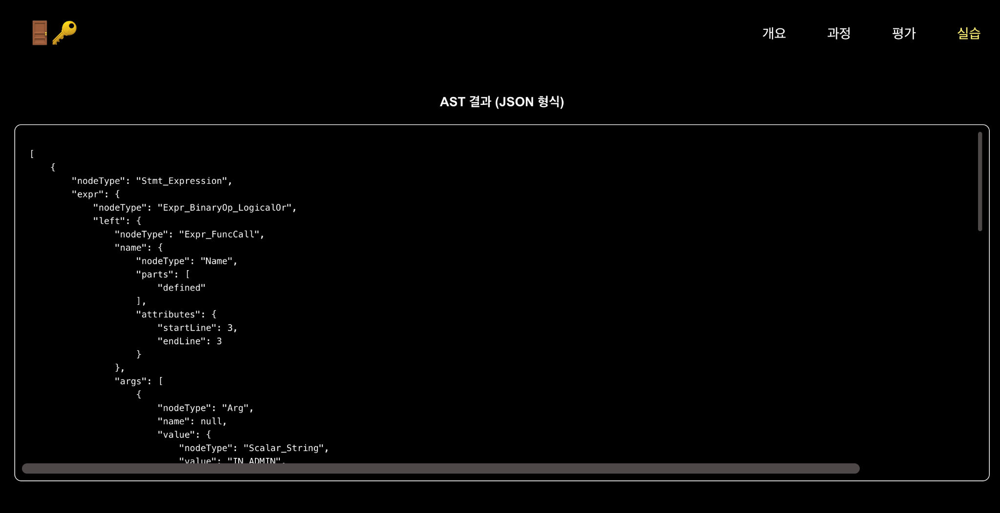 개요 과정 평가 실습
AST 결과 (JSON 형식)
[
    {
        "nodeType": "Stmt_Expression",
        "expr": {
            "nodeType": "Expr_BinaryOp_LogicalOr",
            "left": {
                "nodeType": "Expr_FuncCall",
                "name": {
                    "nodeType": "Name",
                    "parts": [
                        "defined"
                    ],
                    "attributes": {
                        "startLine": 3,
                        "endLine": 3
                    }
                },
                "args": [
                    {
                        "nodeType": "Arg",
                        "name": null,
                        "value": {
                            "nodeType": "Scalar_String",
                            "value": "IN_ADMIN",